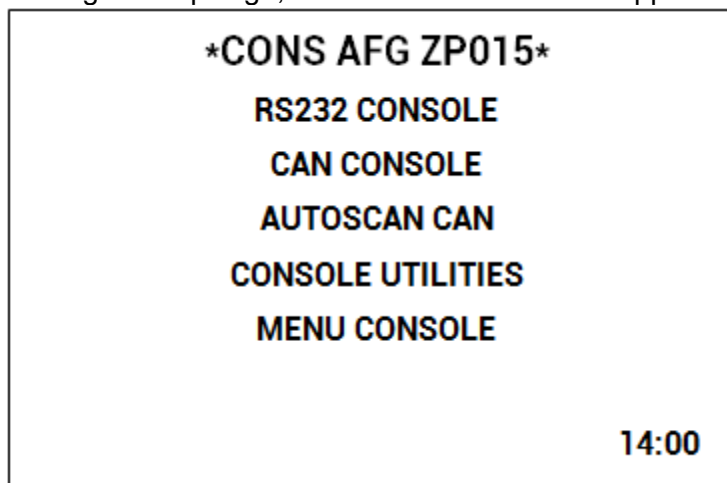 *CONS AFG ZP015*
RS232 CONSOLE
CAN CONSOLE
AUTOSCAN CAN
CONSOLE UTILITIES
MENU CONSOLE
14:00